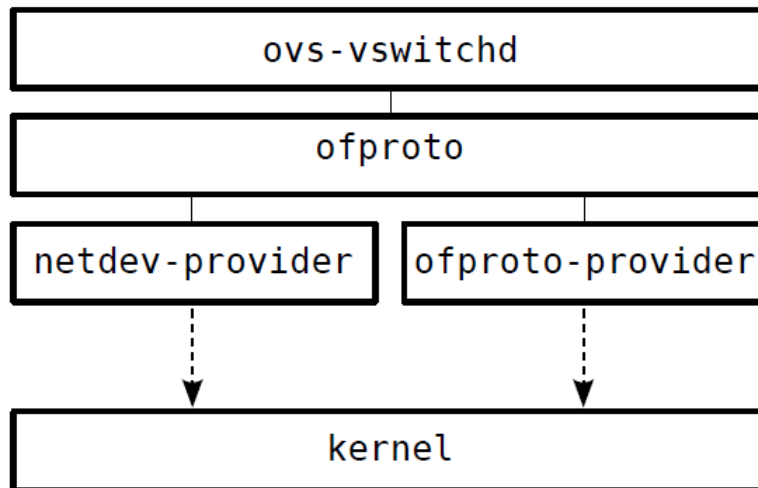 ovs-vswitchd
ofproto
netdev-provider
ofproto-provider
kernel